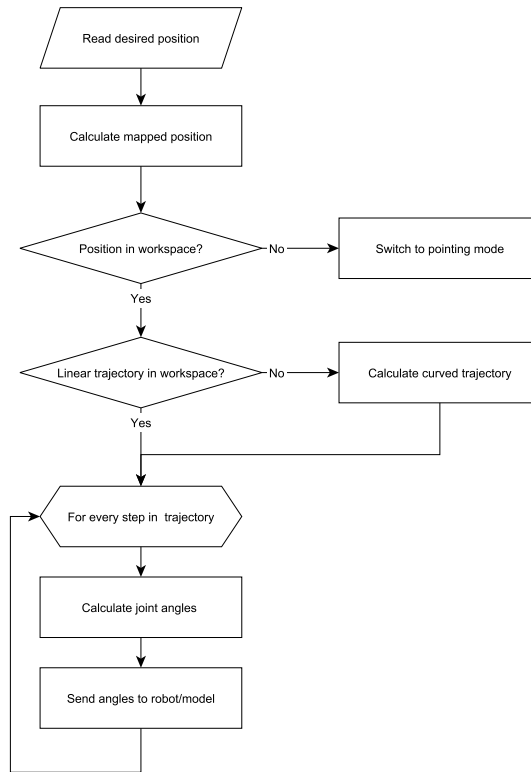 Read desired position
Calculate mapped position
Position in workspace?
No
Switch to pointing mode
Yes
Linear trajectory in workspace?
No
Calculate curved trajectory
Yes
For every step in trajectory
Calculate joint angles
Send angles to robot/model